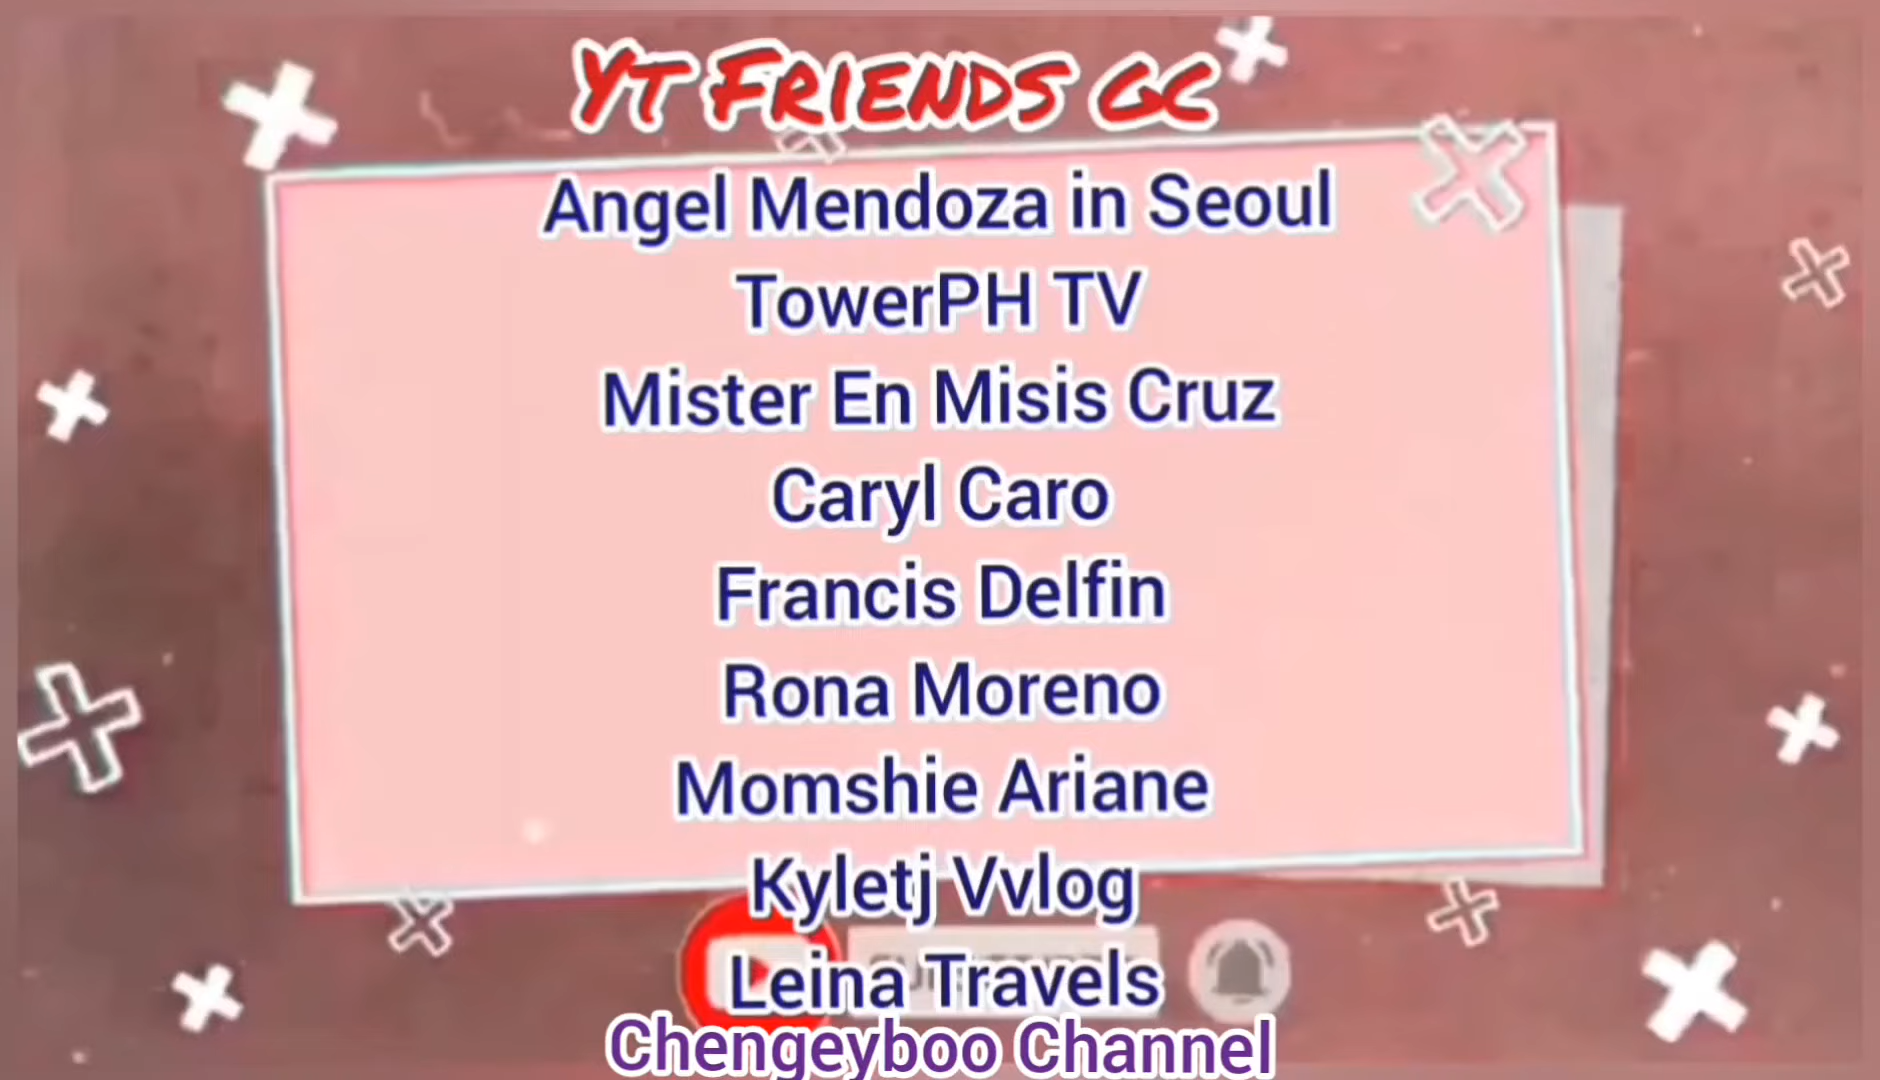 Yt Friends gc
Angel Mendoza in Seoul
TowerPH TV
Mister En Misis Cruz
Caryl Caro
Francis Delfin
Rona Moreno
Momshie Ariane
Kyletj Vvlog
Leina Travels
Chengeyboo Channel